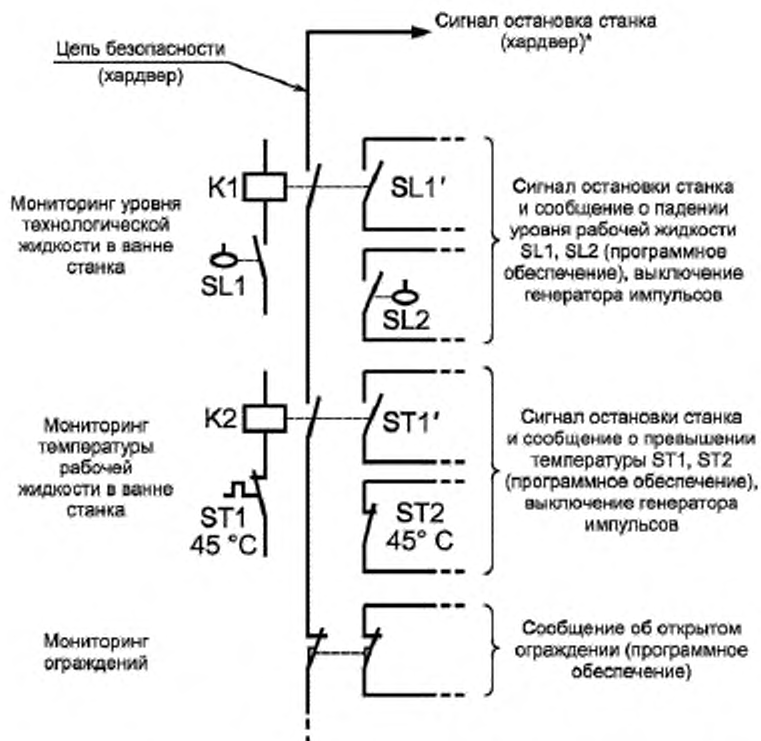 Сигнал остановка станка
(хардвер)*
Цепь безопасности
(хардвер)
Мониторинг уровня
технологической
жидкости в ванне
станка
K1
SL1
SL1′
SL2
Сигнал остановки станка
и сообщение о падении
уровня рабочей жидкости
SL1, SL2 (программное
обеспечение), выключение
генератора импульсов
Мониторинг
температуры
рабочей
жидкости в ванне
станка
K2
ST1
45 °C
ST1′
ST2
45° C
Сигнал остановки станка
и сообщение о превышении
температуры ST1, ST2
(программное обеспечение),
выключение генератора
импульсов
Мониторинг
ограждений
Сообщение об открытом
ограждении (программное
обеспечение)